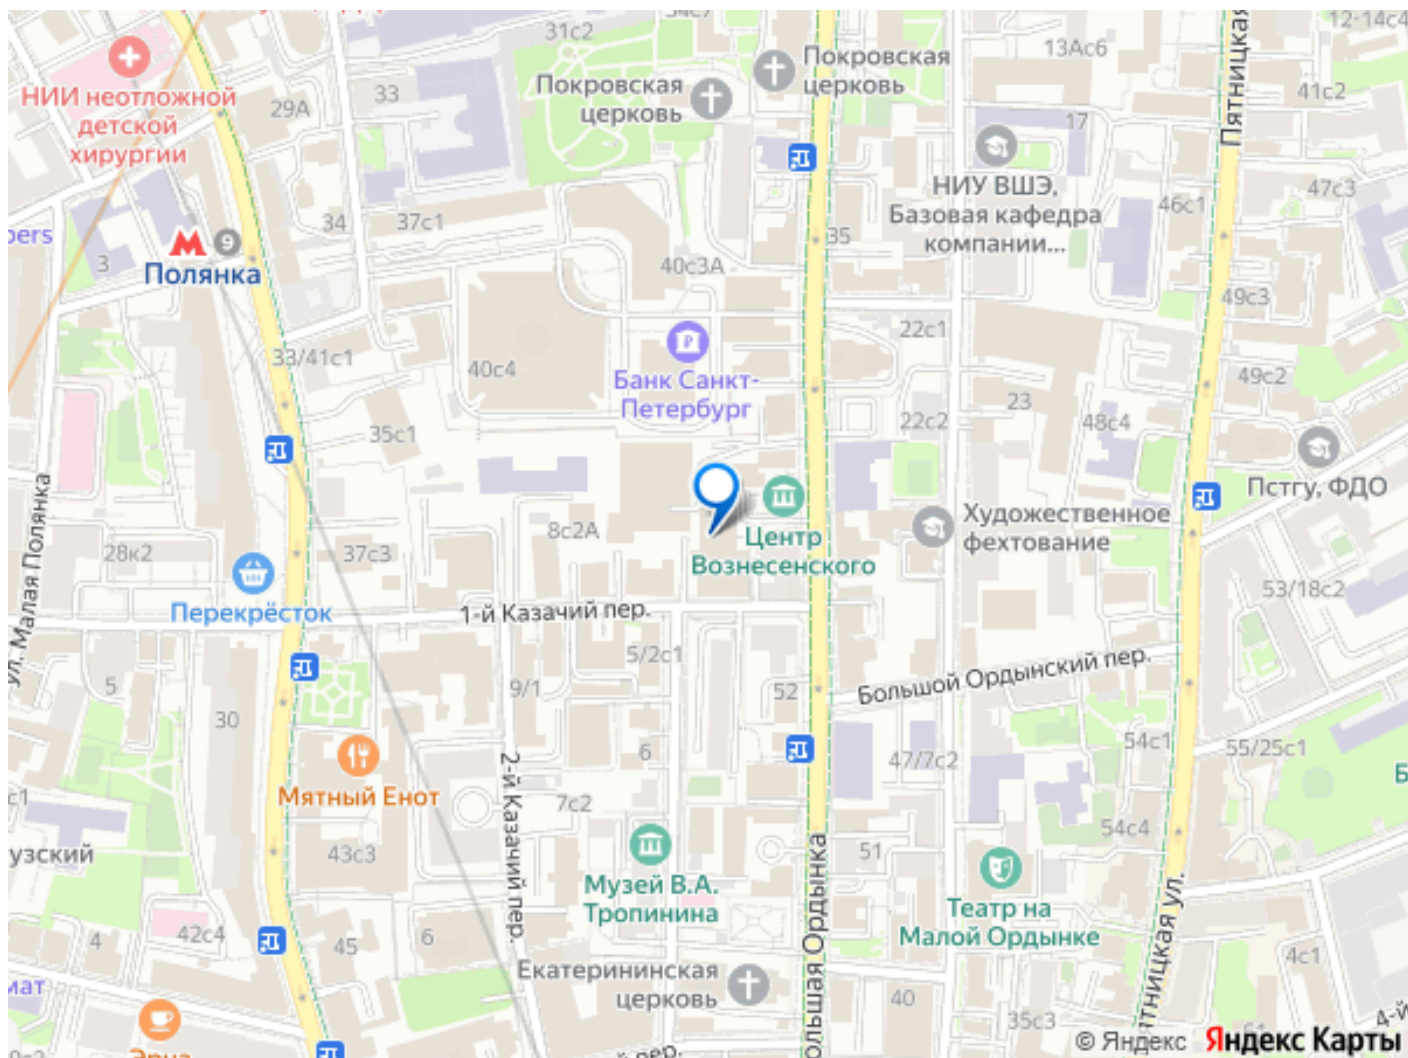 34с7
31с2
12-14с4
Покровская
церковь
Покровская
церковь
13Ас6
Пятницкая
НИИ неотложной
детской
хирургии
29А
33
41с2
17
НИУ ВШЭ,
Базовая кафедра
компании...
47с3
46с1
34
37с1
35
9
3
Полянка
40с3А
49с3
33/41с1
40с4
Банк Санкт-
Петербург
22с1
49с2
23
22с2
48с4
35с1
Пстгу, ФДО
ул. Малая Полянка
8с2А
Центр
Вознесенского
Художественное
фехтование
28к2
37с3
Перекрёсток
1-й Казачий пер.
53/18с2
5/2с1
Большой Ордынский пер.
5
9/1
52
30
6
47/7с2
54с1
55/25с1
Мятный Енот
2-й Казачий пер.
7с2
54с4
43с3
51
Музей В.А.
Тропинина
Большая Ордынка
Театр на
Малой Ордынке
42с4
4
45
6
Екатерининская
церковь
40
35с3
4с1
© Яндекс
Яндекс Карты